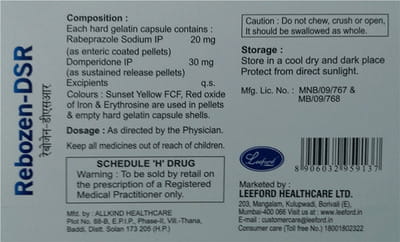 Rebozen-DSR
रेबोजेन-डीएसआर
Composition :
Each hard gelatin capsule contains :
Rabeprazole Sodium IP 20 mg
(as enteric coated pellets)
Domperidone IP 30 mg
(as sustained release pellets)
Excipients q.s.
Colours : Sunset Yellow FCF, Red oxide
of Iron & Erythrosine are used in pellets
& empty hard gelatin capsule shells.
Dosage : As directed by the Physician.
Keep all medicines out of reach of children.
SCHEDULE 'H' DRUG
Warning : To be sold by retail on
the prescription of a Registered
Medical Practitioner only.
Mfd. by : ALLKIND HEALTHCARE
Plot No. 68-B, E.P.I.P., Phase-II, Vill.-Thana,
Baddi, Distt. Solan 173 205 (H.P.)
Caution : Do not chew, crush or open,
It should be swallowed as whole.
Storage :
Store in a cool dry and dark place
Protect from direct sunlight.
Mfg. Lic. No. : MNB/09/767 &
MB/09/768
Leeford
8 906032 959137
Marketed by :
LEEFORD HEALTHCARE LTD.
203, Mangalam, Kulupwadi, Borivali (E),
Mumbai-400 066 Visit us at : www.leeford.in
E-mail : customercare@leeford.in
Consumer Care (Toll free No.) 18001802322